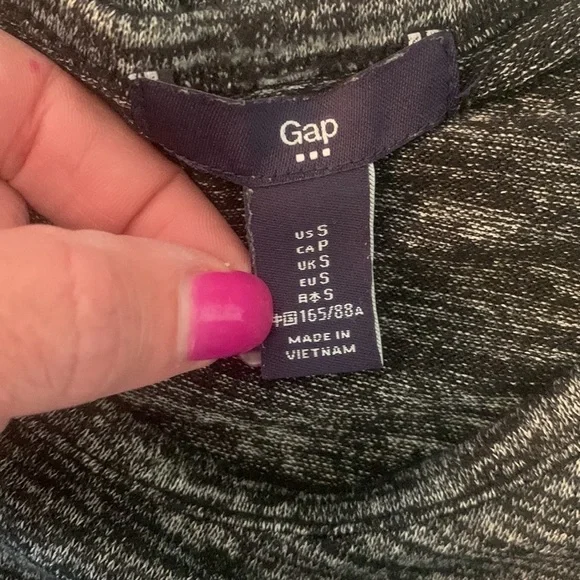 Gap
US S
CA P
UK S
EU S
日本 S
中国 165/88A
MADE IN
VIETNAM